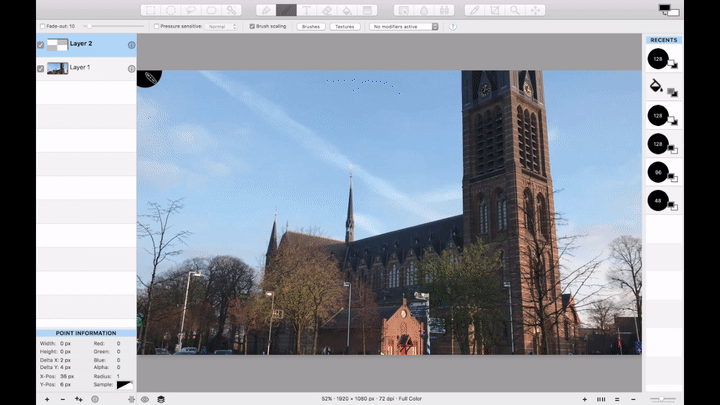 Fade-out: 10
Pressure sensitive: Normal
Brush scaling
Brushes
Textures
No modifiers active
?
Layer 2
Layer 1
RECENTS
128
128
128
96
48
POINT INFORMATION
Width: 0 px Red: 0
Height: 0 px Green: 0
Delta X: 2 px Blue: 0
Delta Y: 4 px Alpha: 0
X-Pos: 36 px Radius: 1
Y-Pos: 6 px Sample:
52% · 1920 × 1080 px · 72 dpi · Full Color